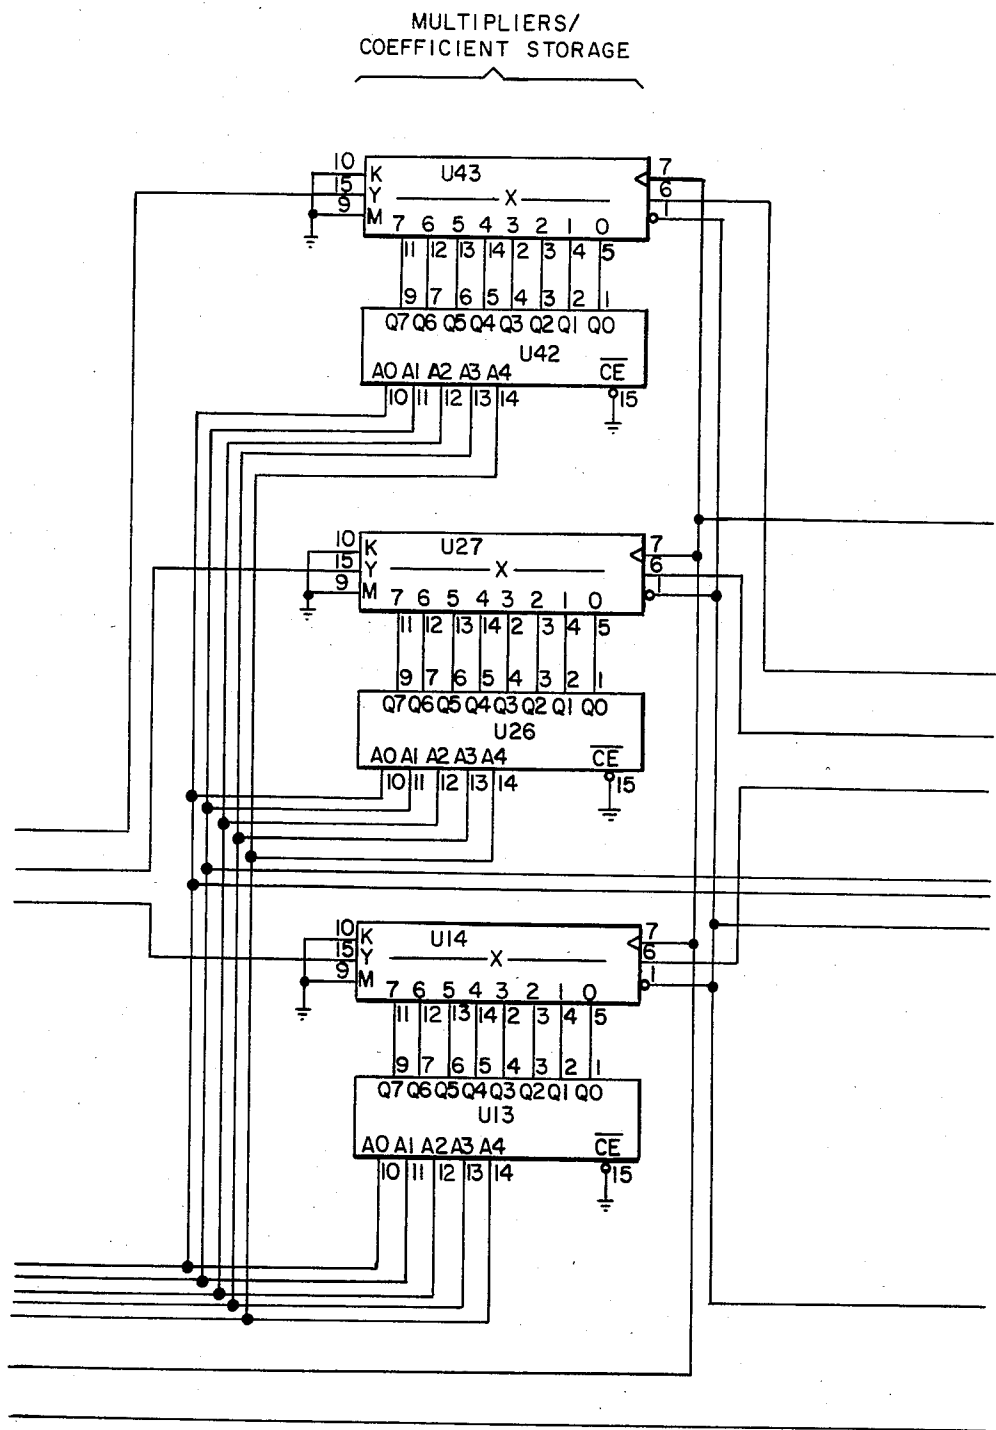 MULTIPLIERS/
COEFFICIENT STORAGE
10 K U43 7
15 Y X 6
9 M 1
7 6 5 4 3 2 1 0
11 12 13 14 2 3 4 5
9 7 6 5 4 3 2 1
Q7 Q6 Q5 Q4 Q3 Q2 Q1 Q0
U42
A0 A1 A2 A3 A4 CE
10 11 12 13 14 15
10 K U27 7
15 Y X 6
9 M 1
7 6 5 4 3 2 1 0
11 12 13 14 2 3 4 5
9 7 6 5 4 3 2 1
Q7 Q6 Q5 Q4 Q3 Q2 Q1 Q0
U26
A0 A1 A2 A3 A4 CE
10 11 12 13 14 15
10 K U14 7
15 Y X 6
9 M 1
7 6 5 4 3 2 1 0
11 12 13 14 2 3 4 5
9 7 6 5 4 3 2 1
Q7 Q6 Q5 Q4 Q3 Q2 Q1 Q0
U13
A0 A1 A2 A3 A4 CE
10 11 12 13 14 15